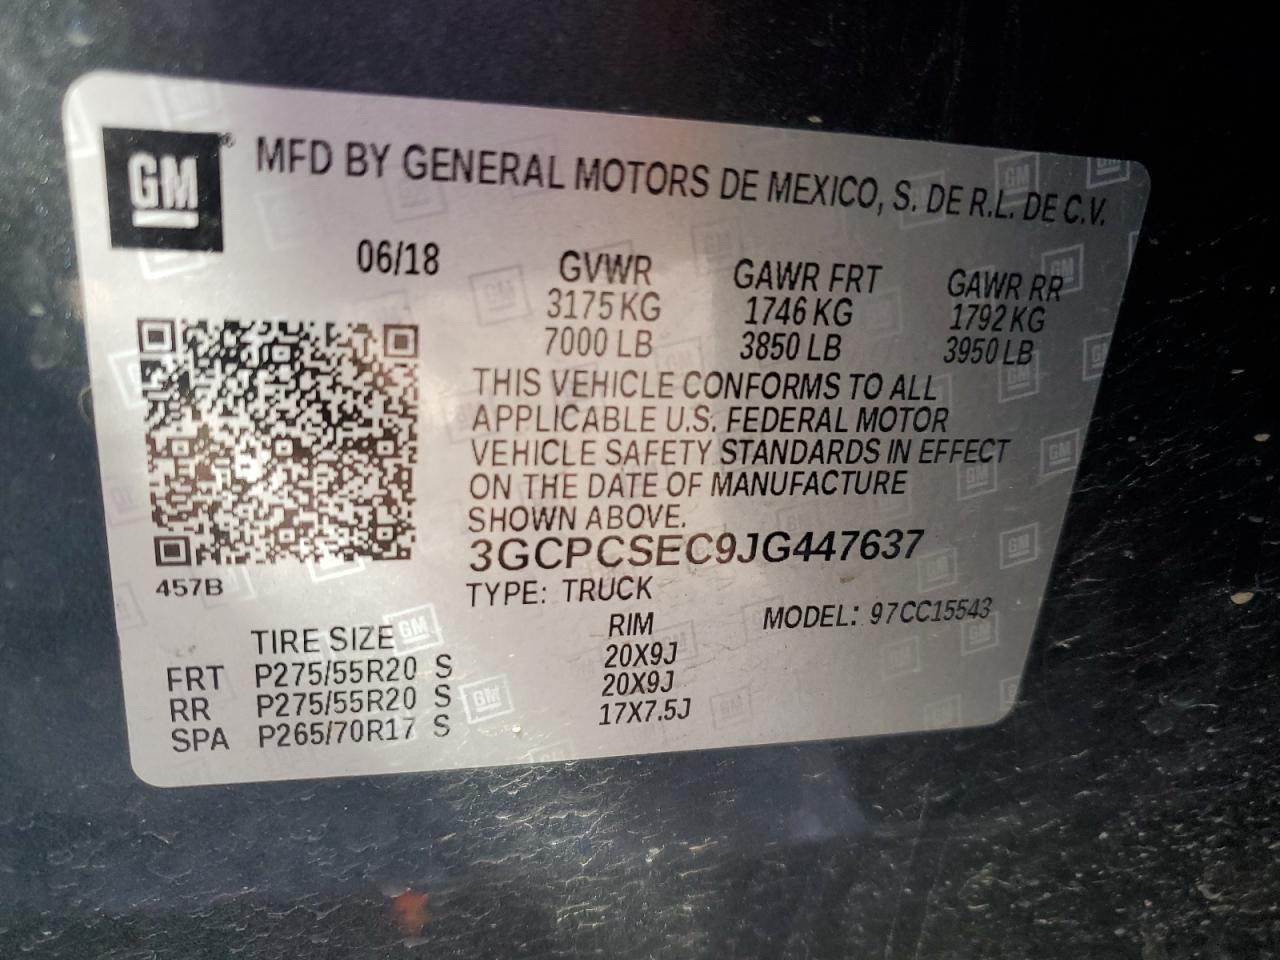 GM® MFD BY GENERAL MOTORS DE MEXICO, S. DE R.L. DE C.V.
06/18 GVWR GAWR FRT GAWR RR
3175 KG 1746 KG 1792 KG
7000 LB 3850 LB 3950 LB
THIS VEHICLE CONFORMS TO ALL
APPLICABLE U.S. FEDERAL MOTOR
VEHICLE SAFETY STANDARDS IN EFFECT
ON THE DATE OF MANUFACTURE
SHOWN ABOVE.
3GCPCSEC9JG447637
457B
TYPE: TRUCK
MODEL: 97CC15543
TIRE SIZE RIM
FRT P275/55R20 S 20X9J
RR P275/55R20 S 20X9J
SPA P265/70R17 S 17X7.5J